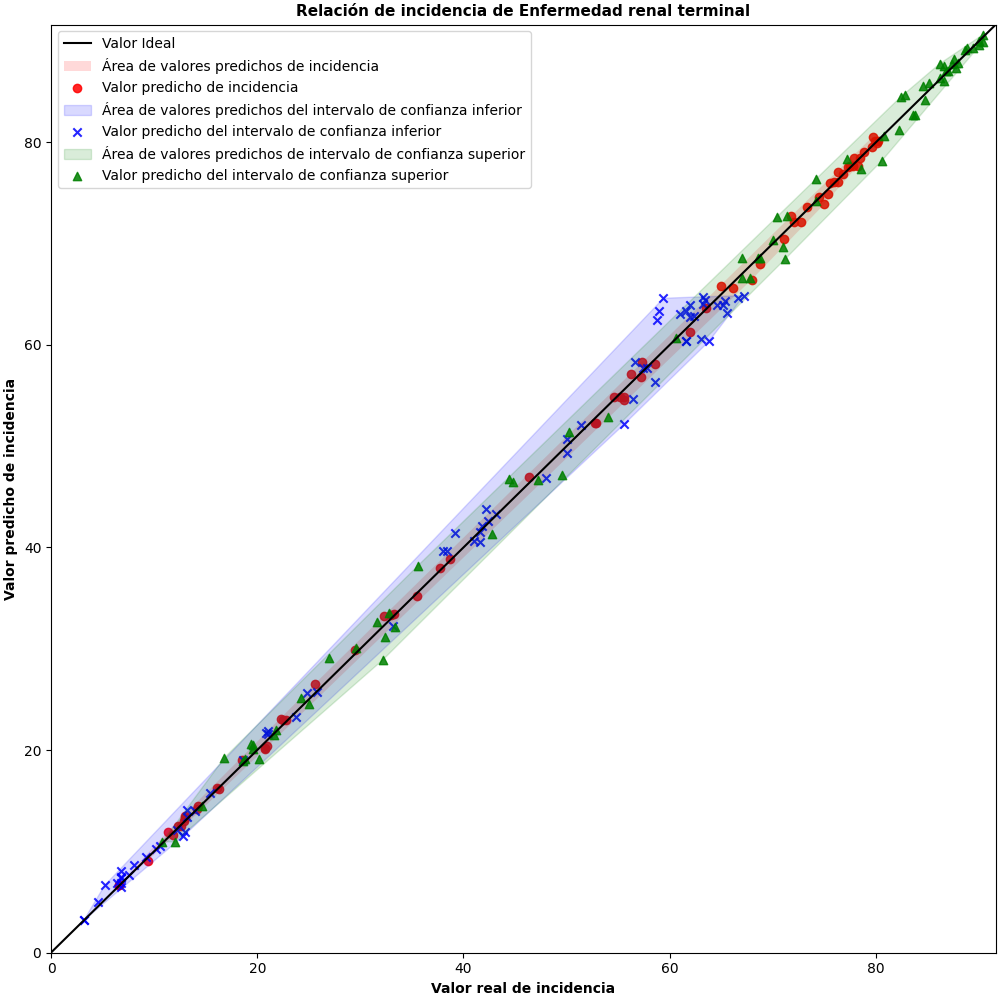 Relación de incidencia de Enfermedad renal terminal
Valor Ideal
Área de valores predichos de incidencia
Valor predicho de incidencia
Área de valores predichos del intervalo de confianza inferior
Valor predicho del intervalo de confianza inferior
Área de valores predichos de intervalo de confianza superior
Valor predicho del intervalo de confianza superior
Valor predicho de incidencia
80
60
40
20
0
0 20 40 60 80
Valor real de incidencia